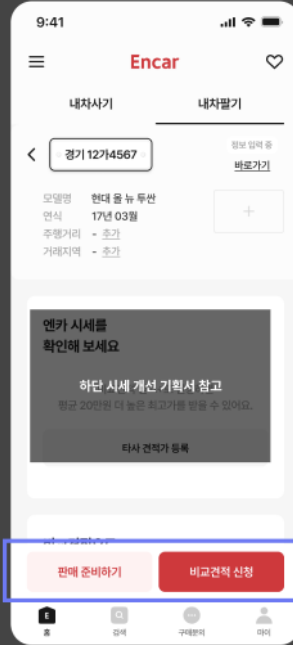 9:41
Encar
내차사기
내차팔기
경기 12가4567
정보 입력 중
바로가기
모델명 현대 올 뉴 투싼
연식 17년 03월
주행거리 - 추가
거래지역 - 추가
엔카 시세를
확인해 보세요
하단 시세 개선 기획서 참고
평균 20만원 더 높은 최고가를 받을 수 있어요.
타사 견적가 등록
판매 준비하기
비교견적 신청
E
홈
검색
구매문의
마이